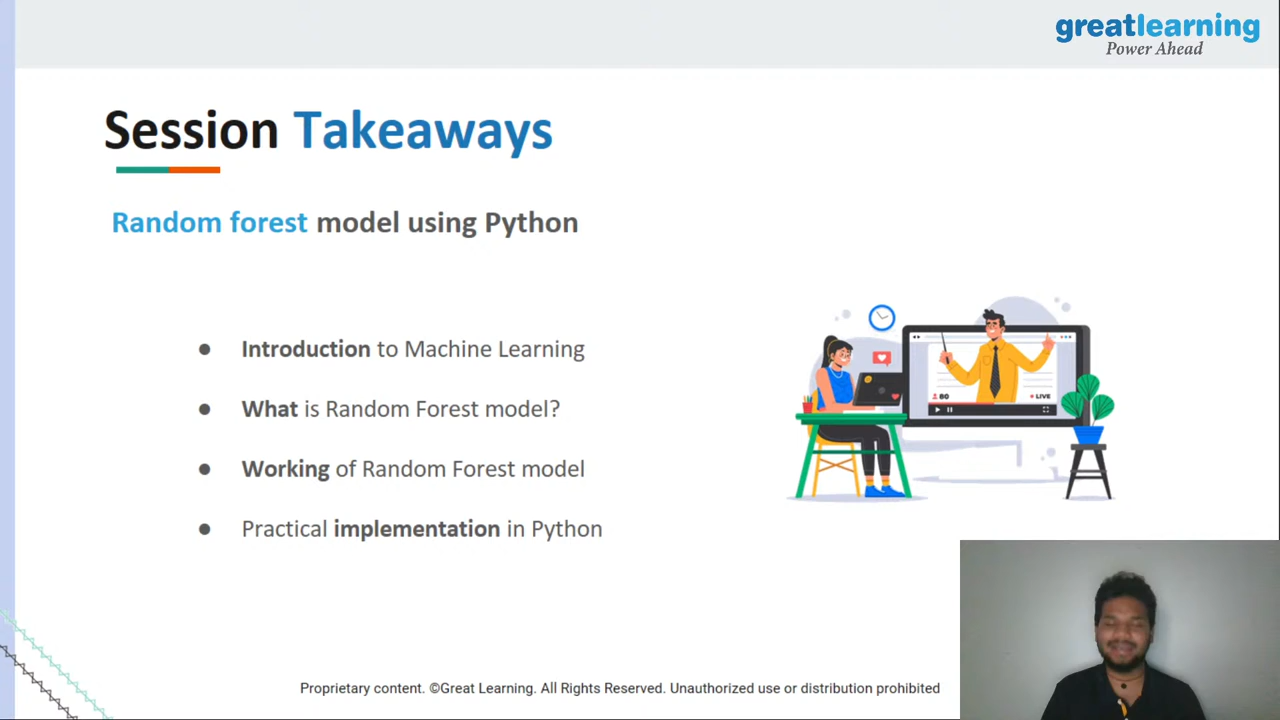 greatlearning
Power Ahead
Session Takeaways
Random forest model using Python
● Introduction to Machine Learning
● What is Random Forest model?
● Working of Random Forest model
● Practical implementation in Python
80
LIVE
Proprietary content. ©Great Learning. All Rights Reserved. Unauthorized use or distribution prohibited